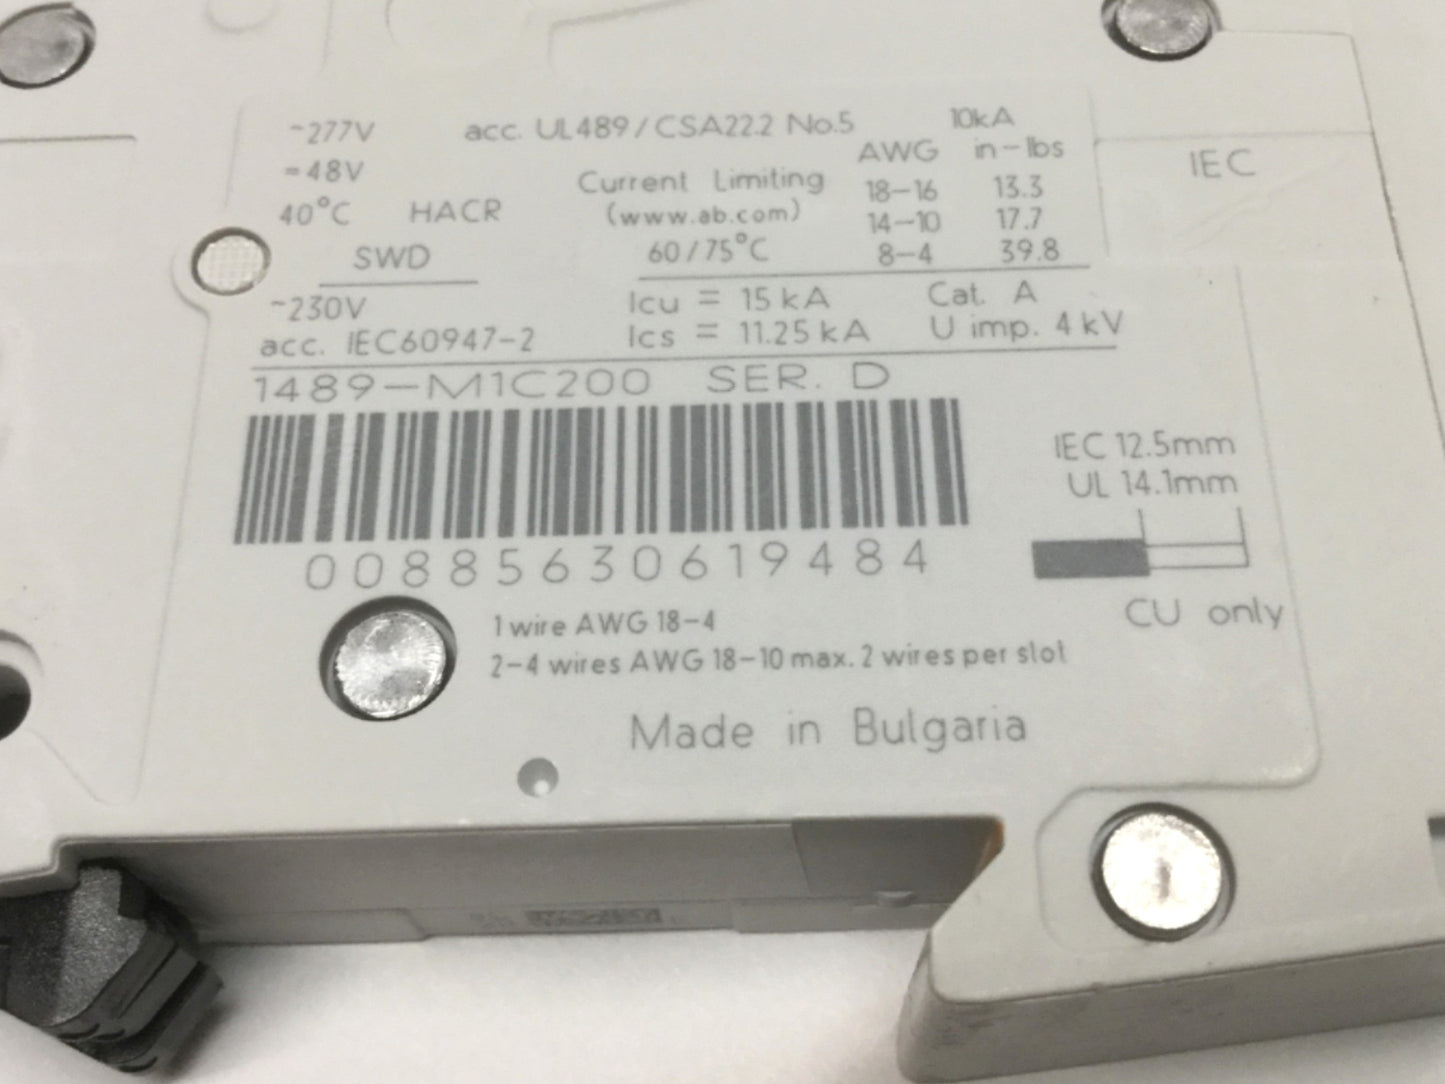 ~277V acc. UL489/CSA22.2 No.5 10kA
⎓48V Current Limiting AWG in-lbs
40°C HACR (www.ab.com) 18-16 13.3
SWD 60/75°C 14-10 17.7
8-4 39.8
IEC
~230V Icu = 15 kA Cat. A
acc. IEC60947-2 Ics = 11.25 kA U imp. 4 kV
1489-M1C200 SER. D
IEC 12.5mm
UL 14.1mm
00885630619484
CU only
1 wire AWG 18-4
2-4 wires AWG 18-10 max. 2 wires per slot
Made in Bulgaria